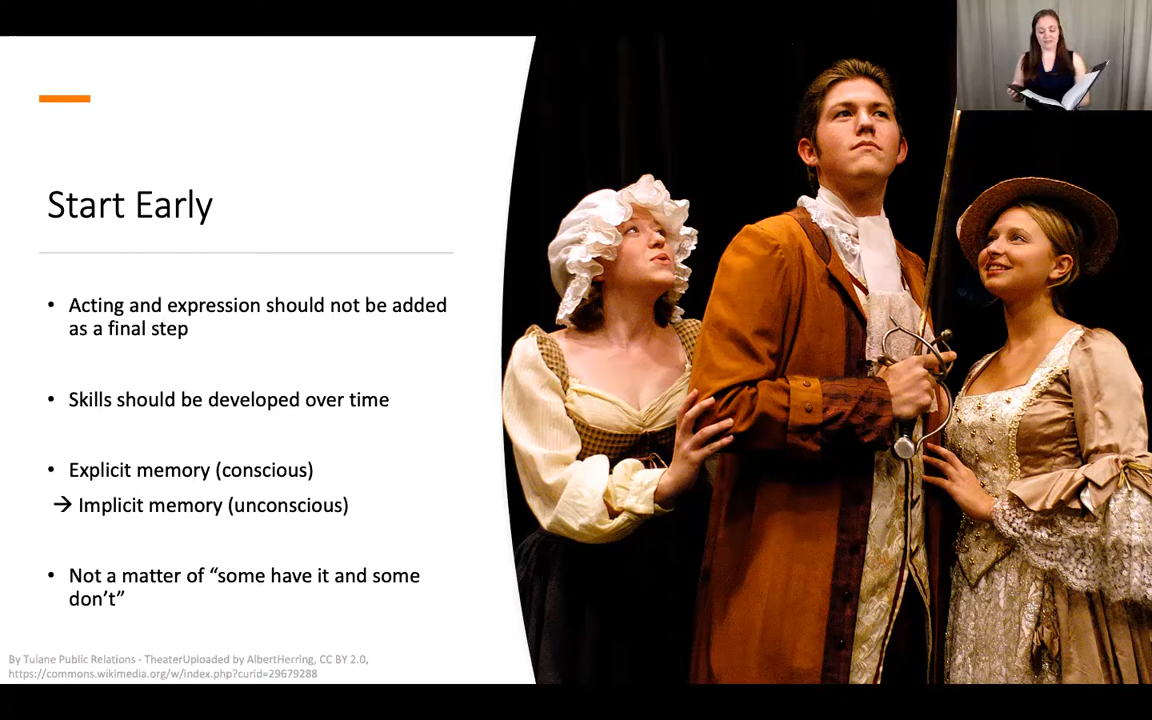 Start Early
• Acting and expression should not be added
as a final step
• Skills should be developed over time
• Explicit memory (conscious)
→ Implicit memory (unconscious)
• Not a matter of “some have it and some
don’t”
By Tulane Public Relations - TheaterUploaded by AlbertHerring, CC BY 2.0,
https://commons.wikimedia.org/w/index.php?curid=29679288